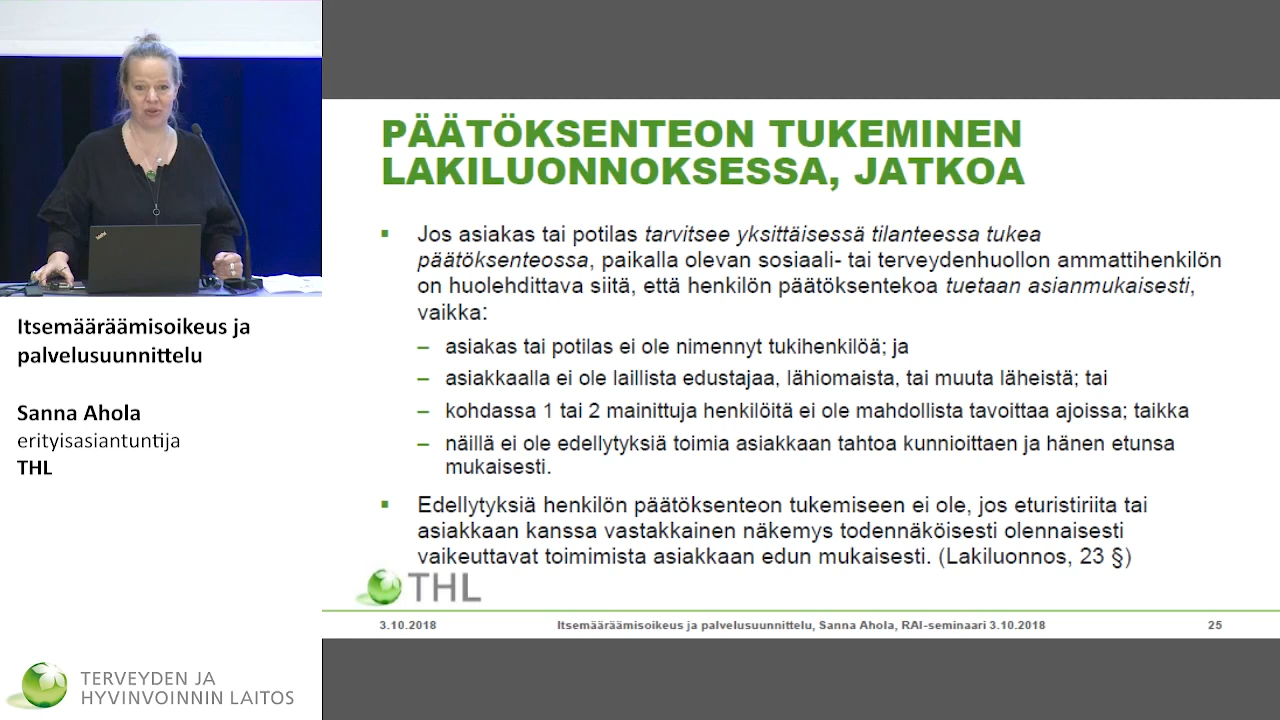 Itsemääräämisoikeus ja
palvelusuunnittelu
Sanna Ahola
erityisasiantuntija
THL
TERVEYDEN JA
HYVINVOINNIN LAITOS
PÄÄTÖKSENTEON TUKEMINEN
LAKILUONNOKSESSA, JATKOA
▪ Jos asiakas tai potilas tarvitsee yksittäisessä tilanteessa tukea
päätöksenteossa, paikalla olevan sosiaali- tai terveydenhuollon ammattihenkilön
on huolehdittava siitä, että henkilön päätöksentekoa tuetaan asianmukaisesti,
vaikka:
– asiakas tai potilas ei ole nimennyt tukihenkilöä; ja
– asiakkaalla ei ole laillista edustajaa, lähiomaista, tai muuta läheistä; tai
– kohdassa 1 tai 2 mainittuja henkilöitä ei ole mahdollista tavoittaa ajoissa; taikka
– näillä ei ole edellytyksiä toimia asiakkaan tahtoa kunnioittaen ja hänen etunsa
mukaisesti.
▪ Edellytyksiä henkilön päätöksenteon tukemiseen ei ole, jos eturistiriita tai
asiakkaan kanssa vastakkainen näkemys todennäköisesti olennaisesti
vaikeuttavat toimimista asiakkaan edun mukaisesti. (Lakiluonnos, 23 §)
THL
3.10.2018 Itsemääräämisoikeus ja palvelusuunnittelu, Sanna Ahola, RAI-seminaari 3.10.2018 25